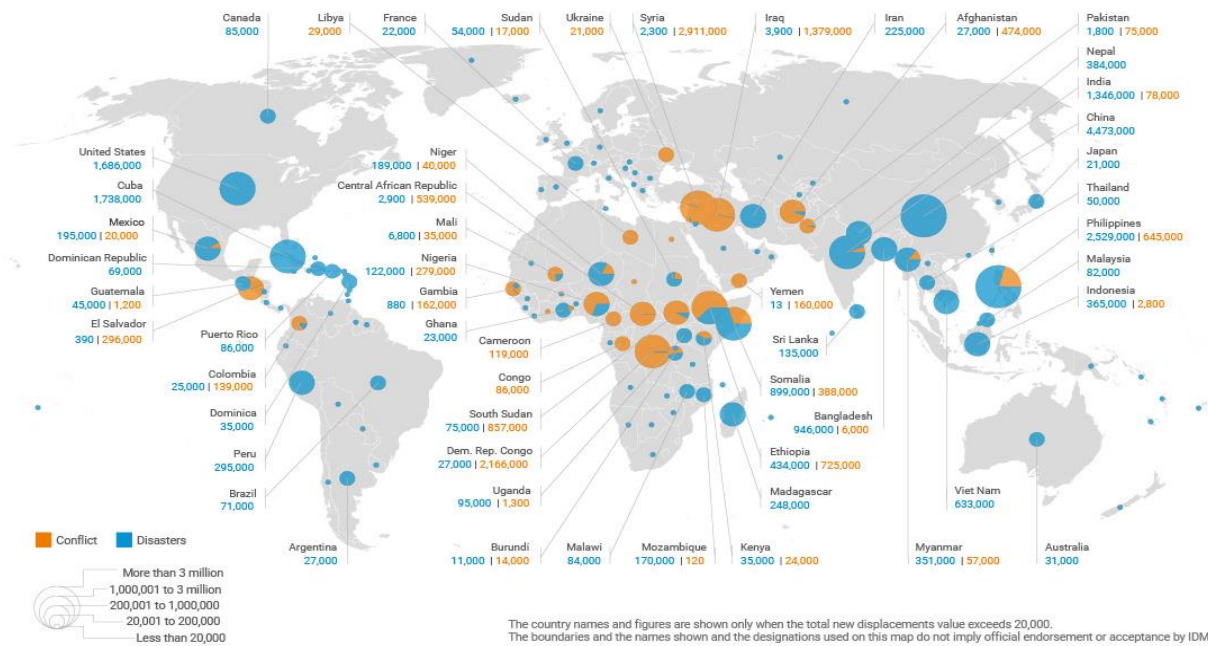 Canada
85,000
Libya
29,000
France
22,000
Sudan
54,000 | 17,000
Ukraine
21,000
Syria
2,300 | 2,911,000
Iraq
3,900 | 1,379,000
Iran
225,000
Afghanistan
27,000 | 474,000
Pakistan
1,800 | 75,000
Nepal
384,000
India
1,346,000 | 78,000
China
4,473,000
Japan
21,000
Thailand
50,000
Philippines
2,529,000 | 645,000
Malaysia
82,000
Indonesia
365,000 | 2,800
United States
1,686,000
Cuba
1,738,000
Mexico
195,000 | 20,000
Dominican Republic
69,000
Guatemala
45,000 | 1,200
El Salvador
390 | 296,000
Puerto Rico
86,000
Colombia
25,000 | 139,000
Dominica
35,000
Peru
295,000
Brazil
71,000
Argentina
27,000
Niger
189,000 | 40,000
Central African Republic
2,900 | 539,000
Mali
6,800 | 35,000
Nigeria
122,000 | 279,000
Gambia
880 | 162,000
Ghana
23,000
Cameroon
119,000
Congo
86,000
South Sudan
75,000 | 857,000
Dem. Rep. Congo
27,000 | 2,166,000
Uganda
95,000 | 1,300
Burundi
11,000 | 14,000
Malawi
84,000
Mozambique
170,000 | 120
Kenya
35,000 | 24,000
Yemen
13 | 160,000
Sri Lanka
135,000
Somalia
899,000 | 388,000
Bangladesh
946,000 | 6,000
Ethiopia
434,000 | 725,000
Madagascar
248,000
Viet Nam
633,000
Myanmar
351,000 | 57,000
Australia
31,000
Conflict
Disasters
More than 3 million
1,000,001 to 3 million
200,001 to 1,000,000
20,001 to 200,000
Less than 20,000
The country names and figures are shown only when the total new displacements value exceeds 20,000.
The boundaries and the names shown and the designations used on this map do not imply official endorsement or acceptance by IDM